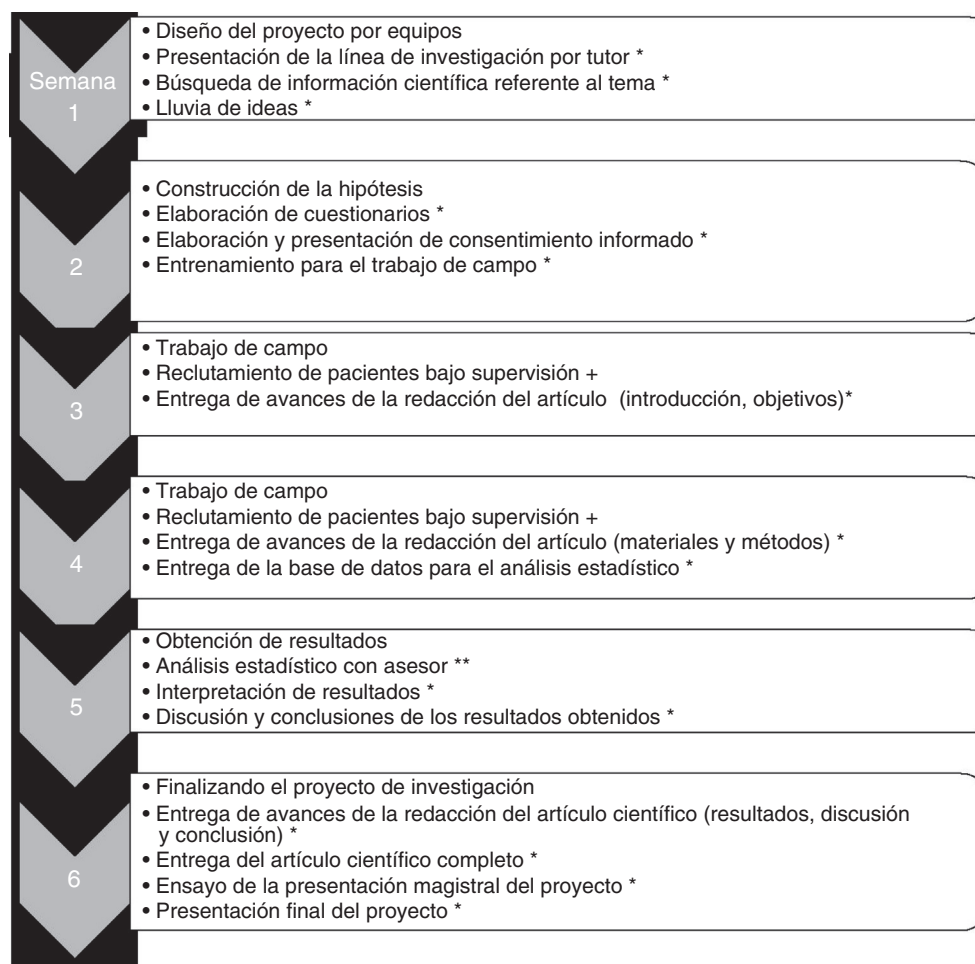 Semana
1
• Diseño del proyecto por equipos
• Presentación de la línea de investigación por tutor *
• Búsqueda de información científica referente al tema *
• Lluvia de ideas *
2
• Construcción de la hipótesis
• Elaboración de cuestionarios *
• Elaboración y presentación de consentimiento informado *
• Entrenamiento para el trabajo de campo *
3
• Trabajo de campo
• Reclutamiento de pacientes bajo supervisión +
• Entrega de avances de la redacción del artículo (introducción, objetivos)*
4
• Trabajo de campo
• Reclutamiento de pacientes bajo supervisión +
• Entrega de avances de la redacción del artículo (materiales y métodos) *
• Entrega de la base de datos para el análisis estadístico *
5
• Obtención de resultados
• Análisis estadístico con asesor **
• Interpretación de resultados *
• Discusión y conclusiones de los resultados obtenidos *
6
• Finalizando el proyecto de investigación
• Entrega de avances de la redacción del artículo científico (resultados, discusión
y conclusión) *
• Entrega del artículo científico completo *
• Ensayo de la presentación magistral del proyecto *
• Presentación final del proyecto *